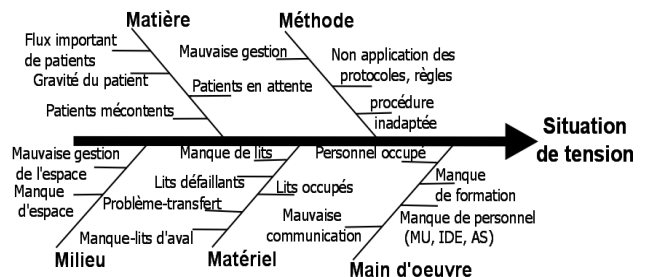 Matière
Flux important
de patients
Gravité du patient
Patients en attente
Patients mécontents
Méthode
Mauvaise gestion
Non application des
protocoles, règles
procédure
inadaptée
Situation
de tension
Mauvaise gestion
de l'espace
Manque
d'espace
Milieu
Manque de lits
Lits défaillants
Lits occupés
Problème-transfert
Manque-lits d'aval
Matériel
Personnel occupé
Manque
de formation
Mauvaise
communication
Manque de personnel
(MU, IDE, AS)
Main d'oeuvre